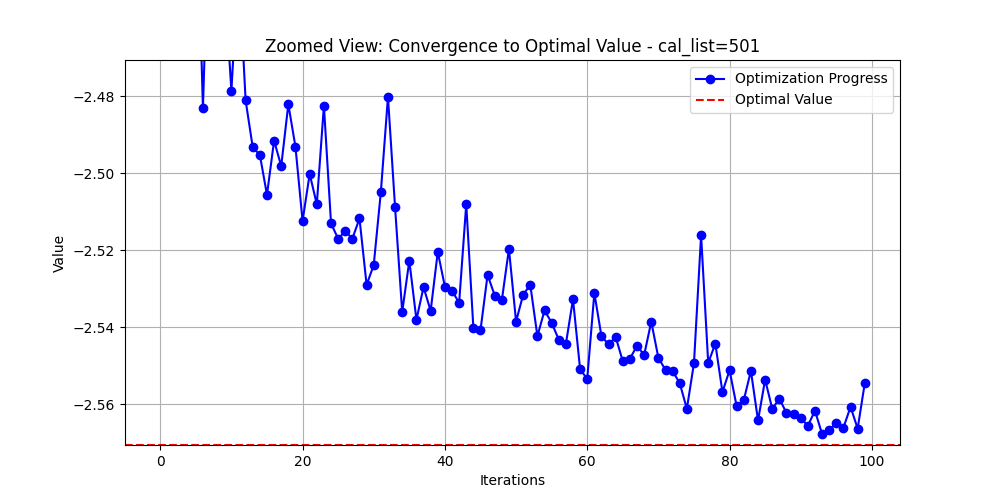 Zoomed View: Convergence to Optimal Value - cal_list=501
Optimization Progress
Optimal Value
−2.48
−2.50
−2.52
−2.54
−2.56
Value
0 20 40 60 80 100
Iterations